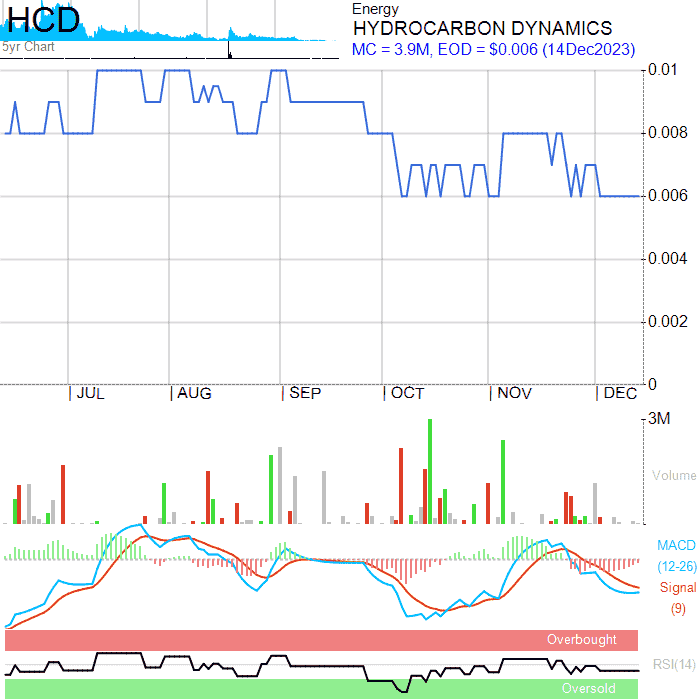 HCD
5yr Chart
Energy
HYDROCARBON DYNAMICS
MC = 3.9M, EOD = $0.006 (14Dec2023)
0.01
0.008
0.006
0.004
0.002
0
JUL AUG SEP OCT NOV DEC
3M
Volume
MACD
(12-26)
Signal
(9)
Overbought
RSI(14)
Oversold